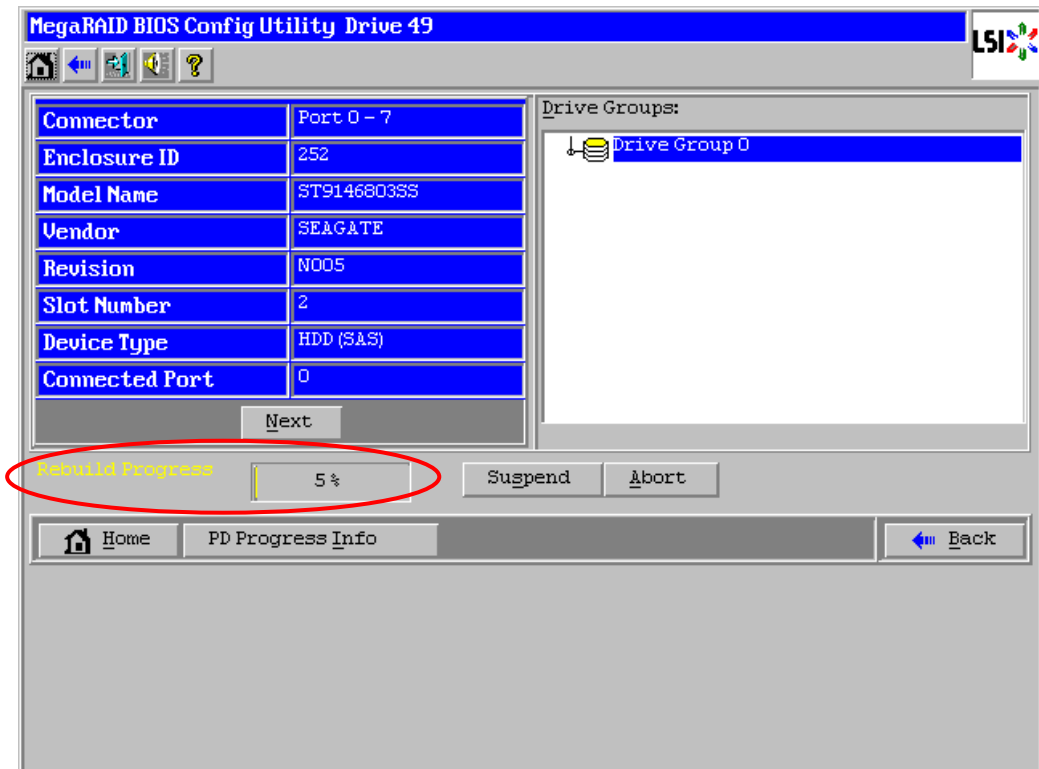 MegaRAID BIOS Config Utility Drive 49
LSI
Connector Port 0 – 7
Enclosure ID 252
Model Name ST9146803SS
Vendor SEAGATE
Revision N005
Slot Number 2
Device Type HDD (SAS)
Connected Port 0
Next
Drive Groups:
Drive Group 0
Rebuild Progress 5 % Suspend Abort
Home PD Progress Info Back